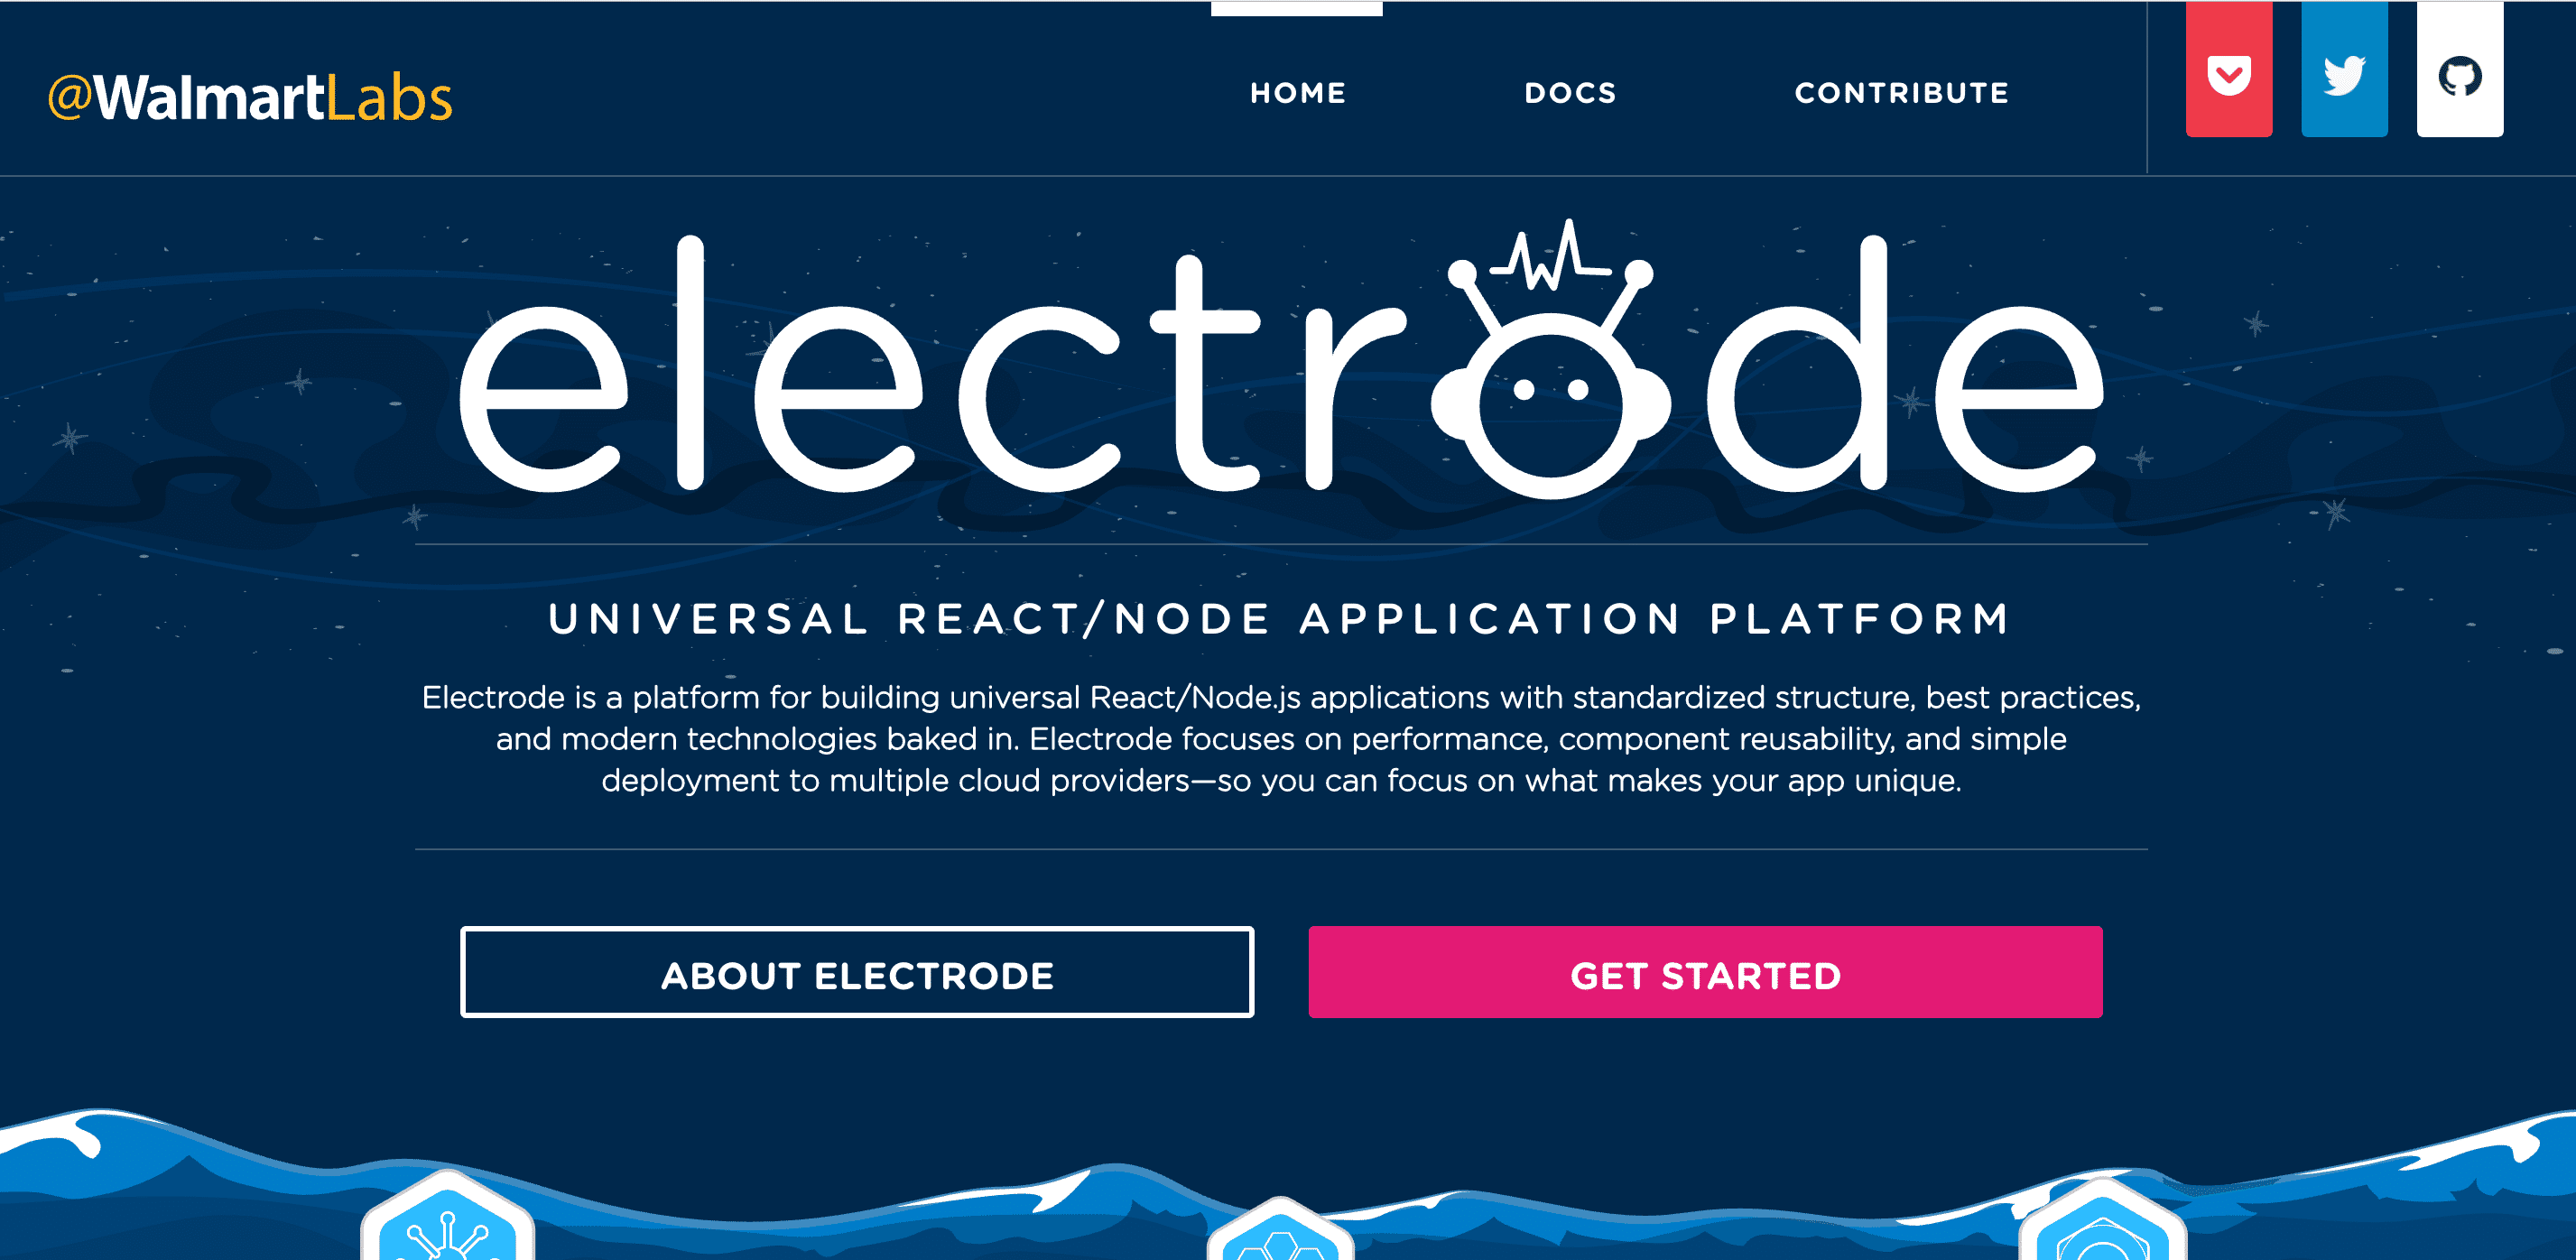 @WalmartLabs
HOME
DOCS
CONTRIBUTE
electrode
UNIVERSAL REACT/NODE APPLICATION PLATFORM
Electrode is a platform for building universal React/Node.js applications with standardized structure, best practices,
and modern technologies baked in. Electrode focuses on performance, component reusability, and simple
deployment to multiple cloud providers—so you can focus on what makes your app unique.
ABOUT ELECTRODE
GET STARTED